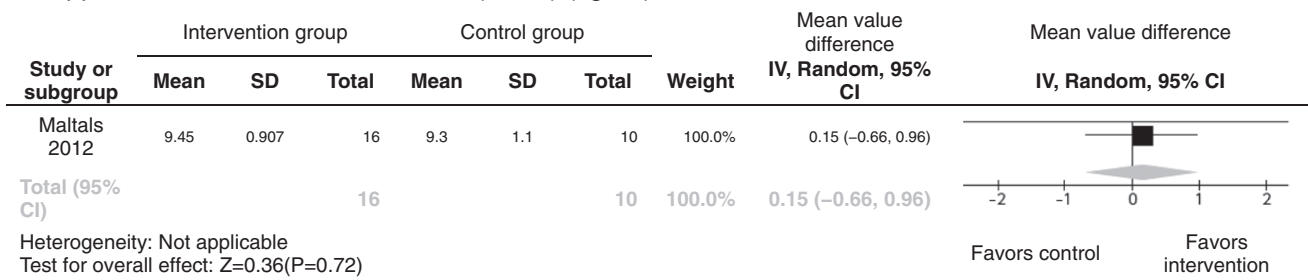 Intervention group Control group Mean value difference Mean value difference
Study or subgroup Mean SD Total Mean SD Total Weight IV, Random, 95% CI IV, Random, 95% CI
Maltals 2012 9.45 0.907 16 9.3 1.1 10 100.0% 0.15 (−0.66, 0.96)
Total (95% CI) 16 10 100.0% 0.15 (−0.66, 0.96)
-2 -1 0 1 2
Heterogeneity: Not applicable
Test for overall effect: Z=0.36(P=0.72)
Favors control Favors intervention